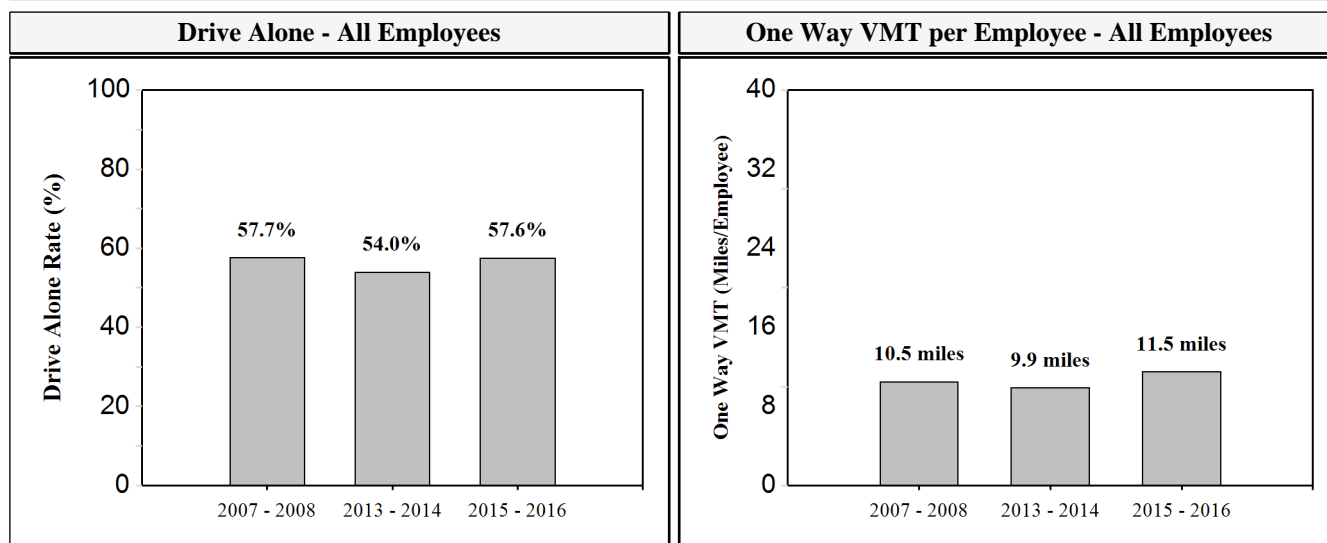 Drive Alone - All Employees
One Way VMT per Employee - All Employees
Drive Alone Rate (%)
100
80
60
40
20
0
57.7%
54.0%
57.6%
2007 - 2008
2013 - 2014
2015 - 2016
One Way VMT (Miles/Employee)
40
32
24
16
8
0
10.5 miles
9.9 miles
11.5 miles
2007 - 2008
2013 - 2014
2015 - 2016